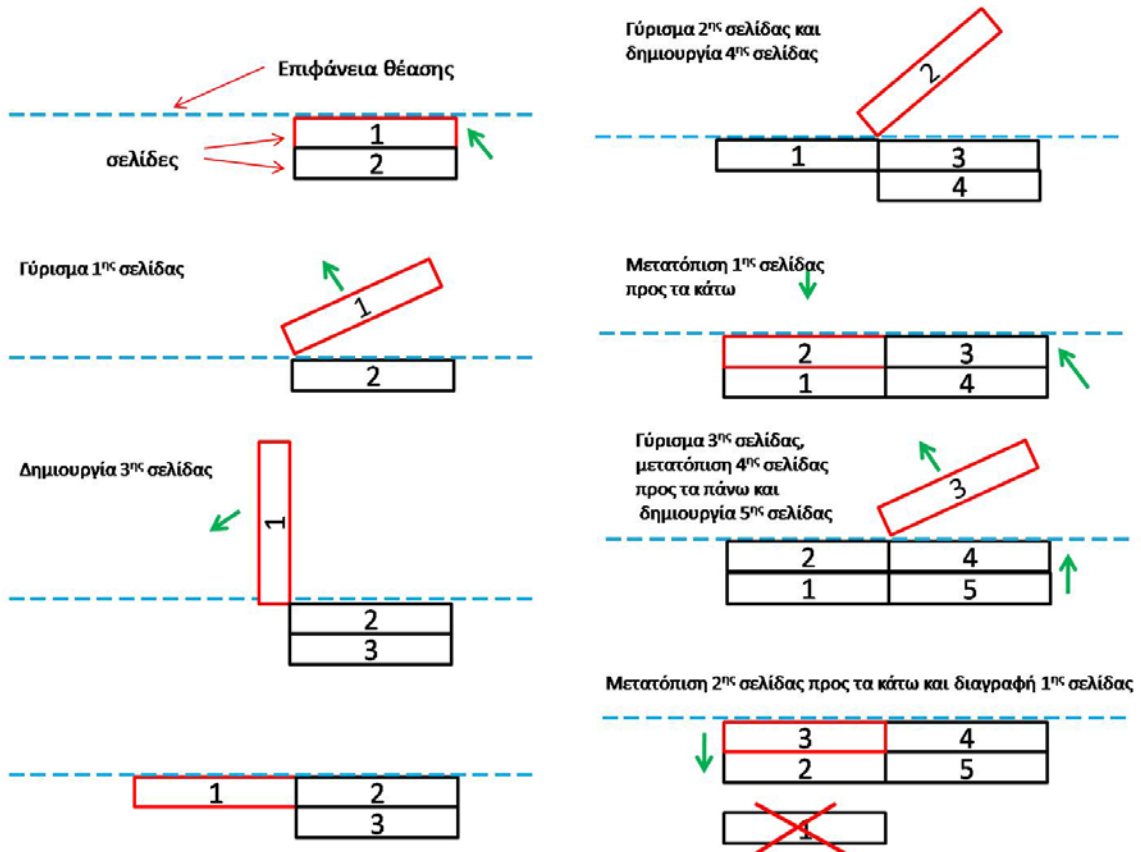 Επιφάνεια θέασης
1
σελίδες
2
Γύρισμα 1ης σελίδας
1
2
Δημιουργία 3ης σελίδας
1
2
3
1 2
3
Γύρισμα 2ης σελίδας και
δημιουργία 4ης σελίδας
2
1 3
4
Μετατόπιση 1ης σελίδας
προς τα κάτω
2 3
1 4
Γύρισμα 3ης σελίδας,
μετατόπιση 4ης σελίδας
προς τα πάνω και
δημιουργία 5ης σελίδας
3
2 4
1 5
Μετατόπιση 2ης σελίδας προς τα κάτω και διαγραφή 1ης σελίδας
3 4
2 5
1